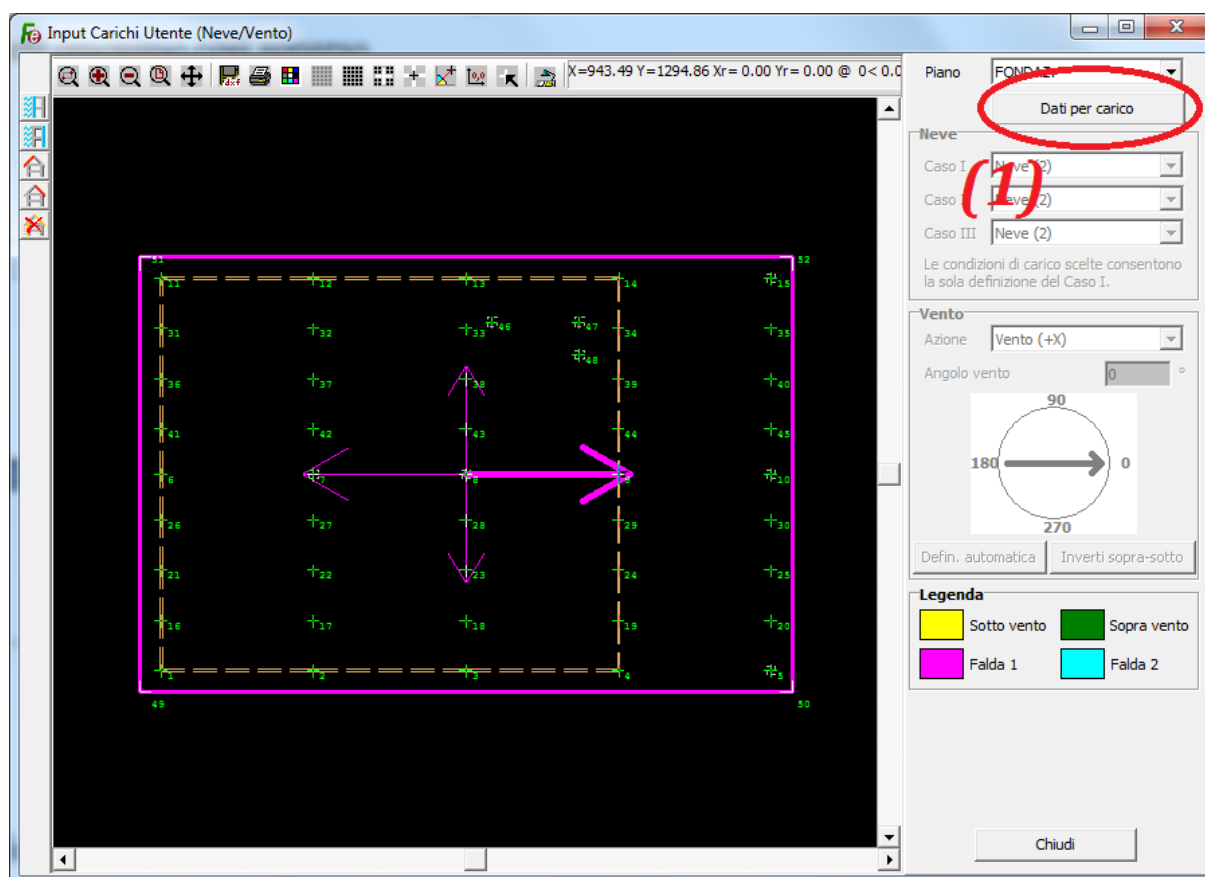 Input Carichi Utente (Neve/Vento)
X=943.49 Y=1294.86 Xr= 0.00 Yr= 0.00 @ 0< 0.0
dxf
Piano
Dati per carico
(1)
Neve
Caso I Neve (2)
Caso Neve (2)
Caso III Neve (2)
Le condizioni di carico scelte consentono
la sola definizione del Caso I.
Vento
Azione Vento (+X)
Angolo vento 0 °
90
180 0
270
Defin. automatica Inverti sopra-sotto
Legenda
Sotto vento Sopra vento
Falda 1 Falda 2
Chiudi
51 52
11 12 13 14 15
31 32 33 46 47 34 35
48
36 37 38 39 40
41 42 43 44 45
6 7 8 9 10
26 27 28 29 30
21 22 23 24 25
16 17 18 19 20
1 2 3 4 5
49 50